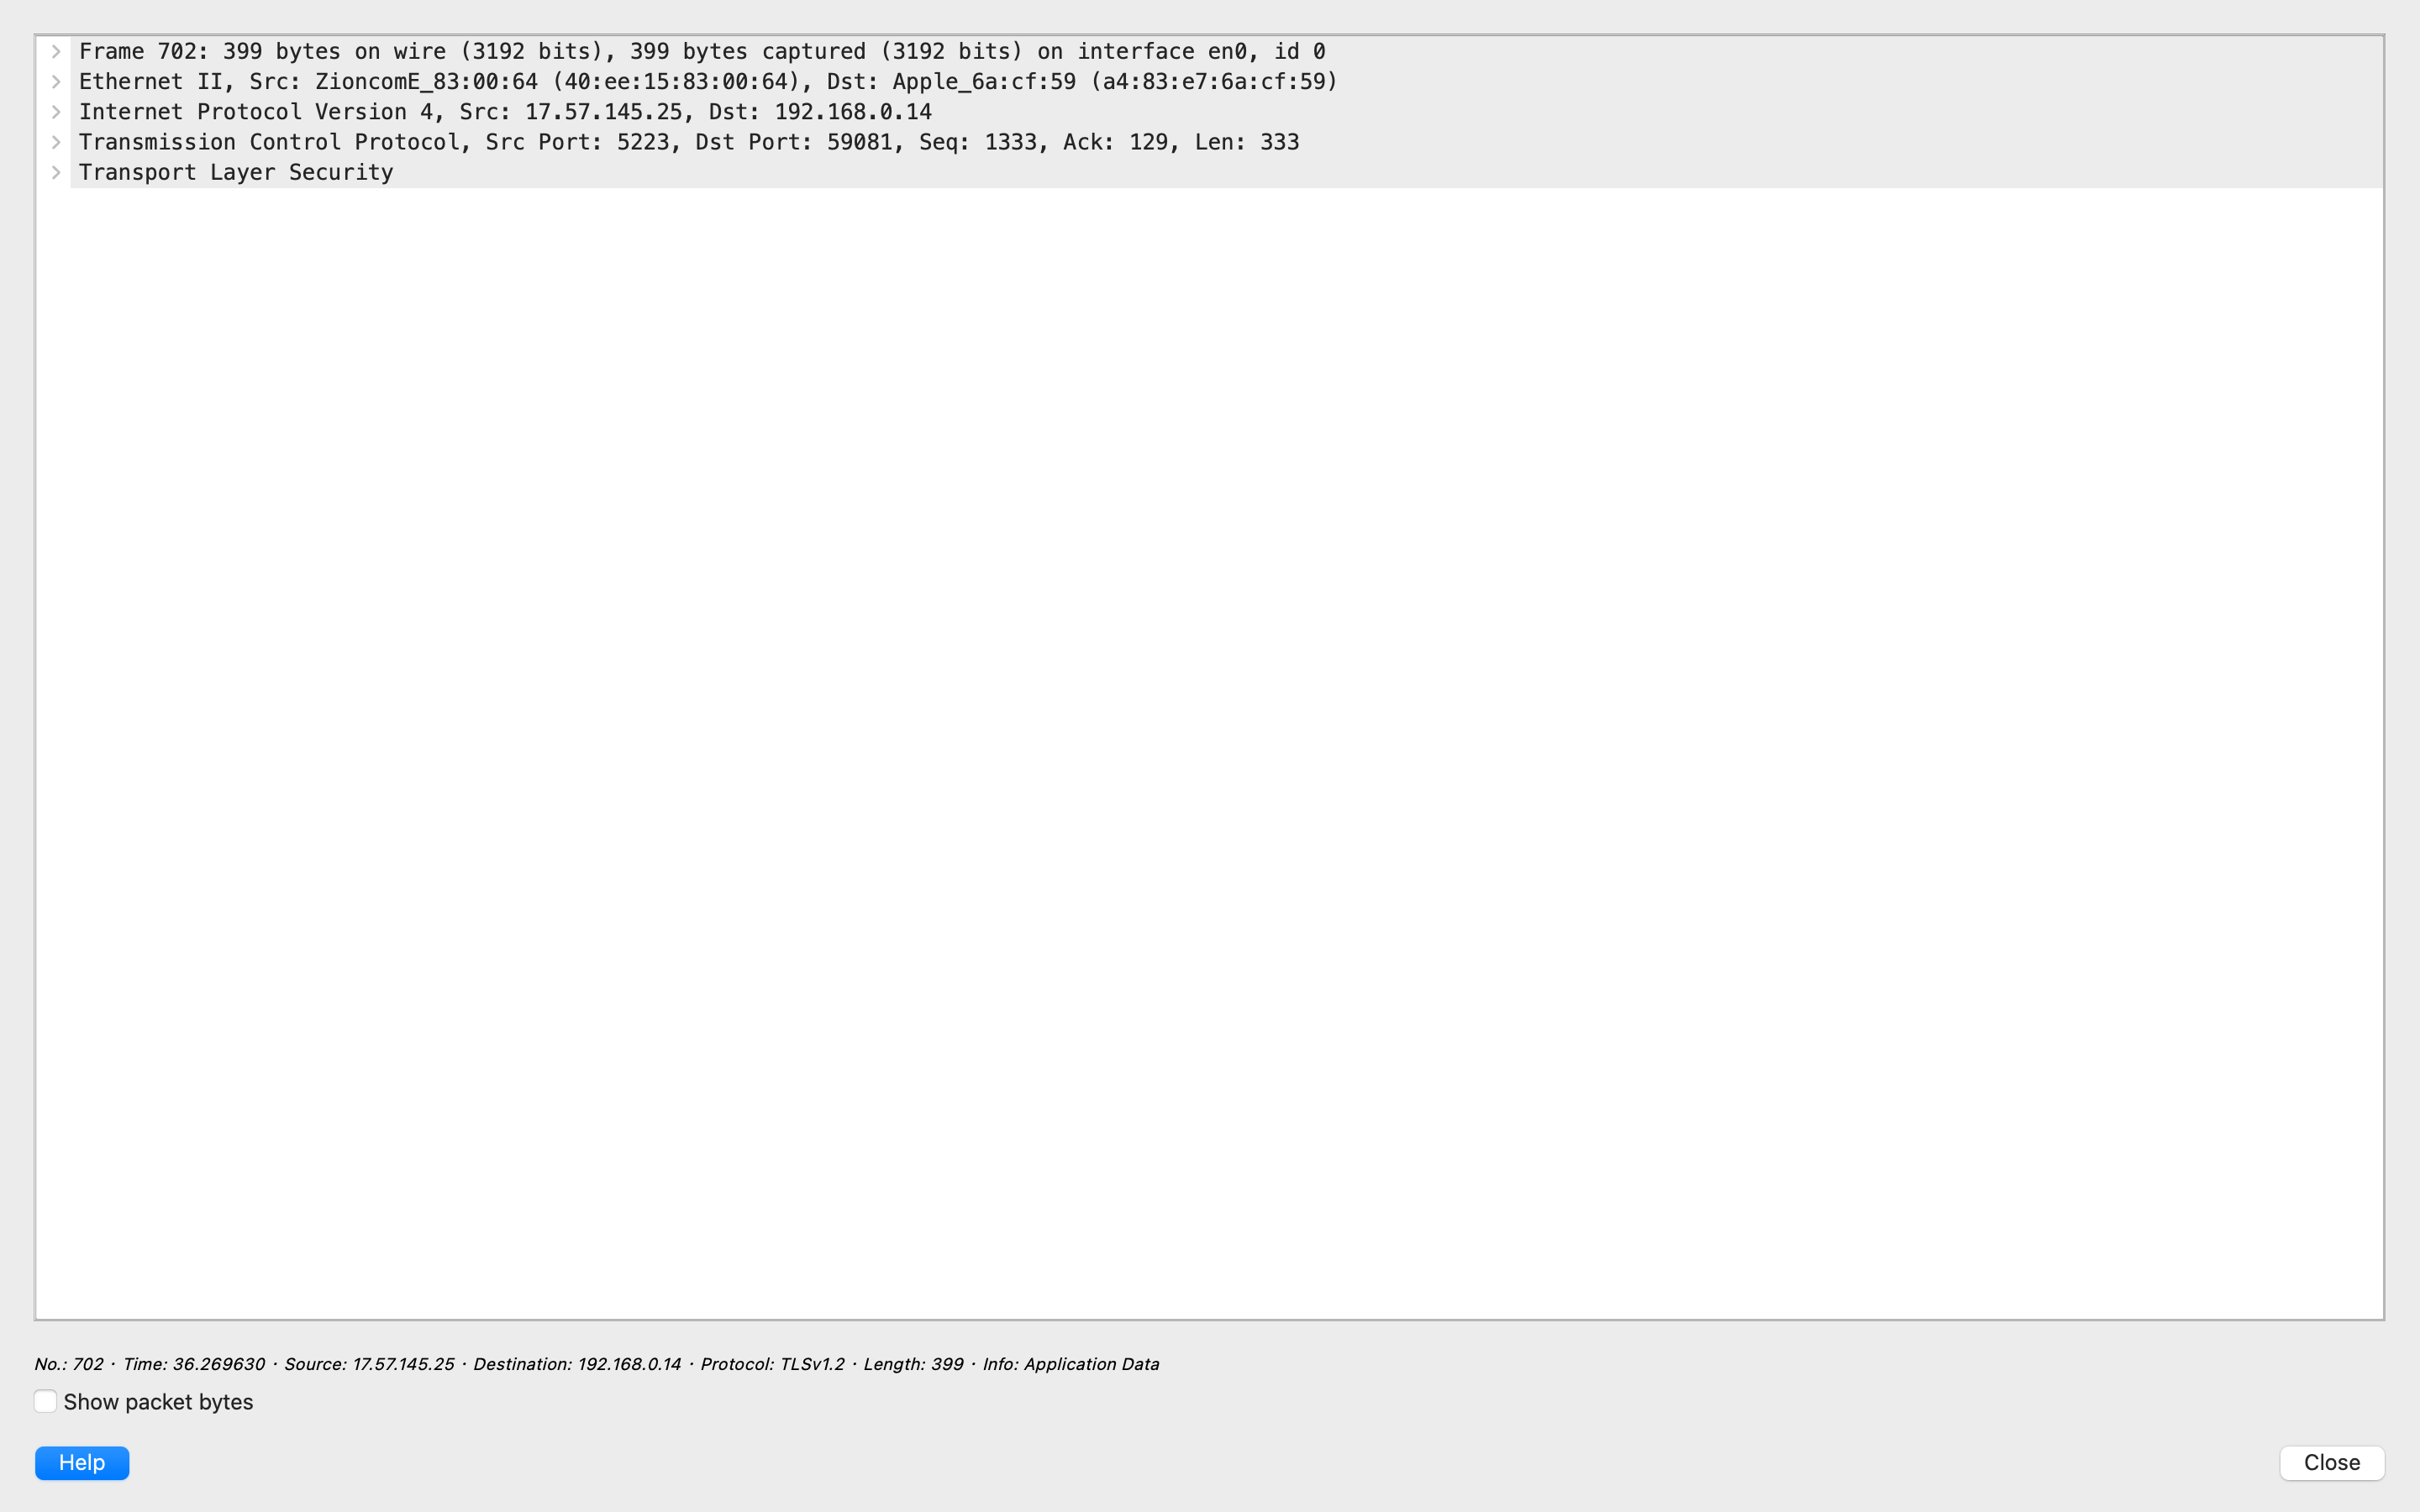 Frame 702: 399 bytes on wire (3192 bits), 399 bytes captured (3192 bits) on interface en0, id 0
Ethernet II, Src: ZioncomE_83:00:64 (40:ee:15:83:00:64), Dst: Apple_6a:cf:59 (a4:83:e7:6a:cf:59)
Internet Protocol Version 4, Src: 17.57.145.25, Dst: 192.168.0.14
Transmission Control Protocol, Src Port: 5223, Dst Port: 59081, Seq: 1333, Ack: 129, Len: 333
Transport Layer Security
No.: 702 · Time: 36.269630 · Source: 17.57.145.25 · Destination: 192.168.0.14 · Protocol: TLSv1.2 · Length: 399 · Info: Application Data
Show packet bytes
Help
Close